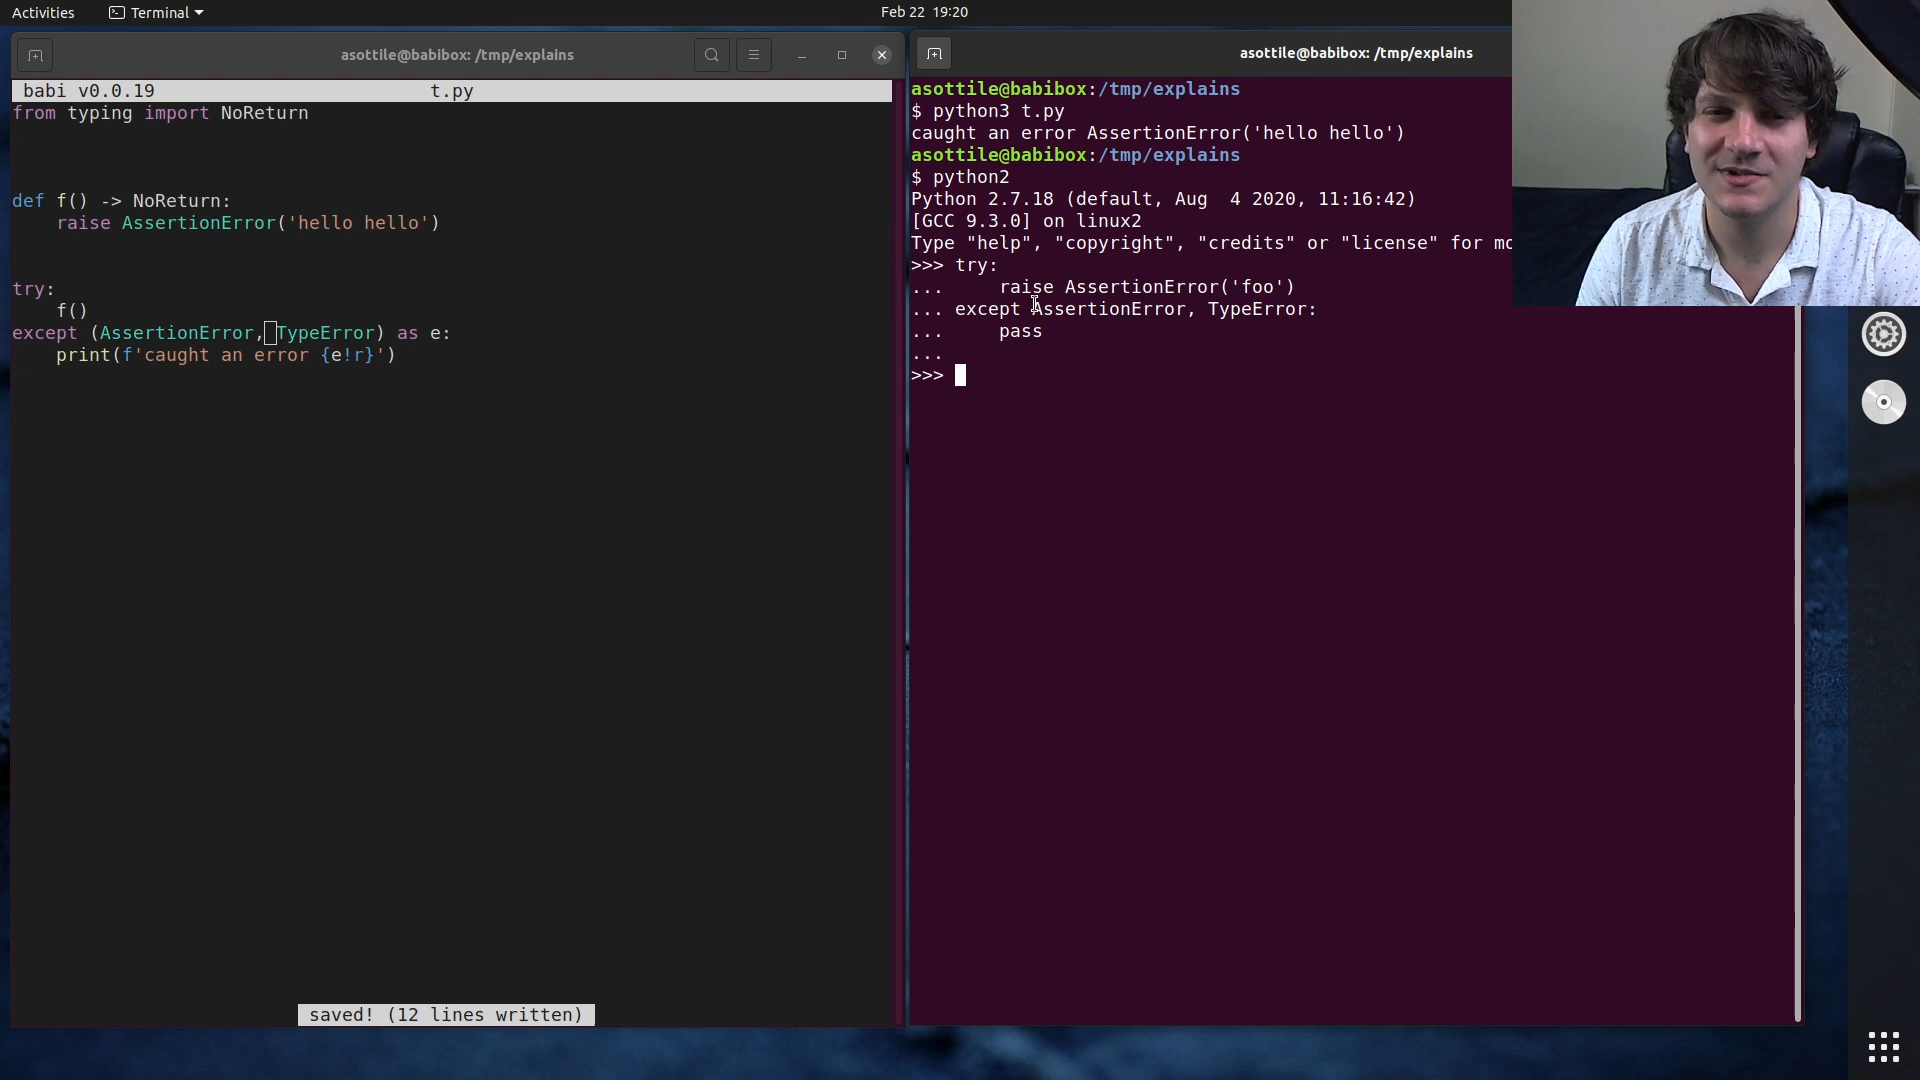 Activities
Terminal
Feb 22 19:20
asottile@babibox: /tmp/explains
babi v0.0.19 t.py
from typing import NoReturn
def f() -> NoReturn:
    raise AssertionError('hello hello')
try:
    f()
except (AssertionError, TypeError) as e:
    print(f'caught an error {e!r}')
saved! (12 lines written)
asottile@babibox: /tmp/explains
asottile@babibox:/tmp/explains
$ python3 t.py
caught an error AssertionError('hello hello')
asottile@babibox:/tmp/explains
$ python2
Python 2.7.18 (default, Aug  4 2020, 11:16:42)
[GCC 9.3.0] on linux2
Type "help", "copyright", "credits" or "license" for mo
>>> try:
...     raise AssertionError('foo')
... except AssertionError, TypeError:
...     pass
...
>>>